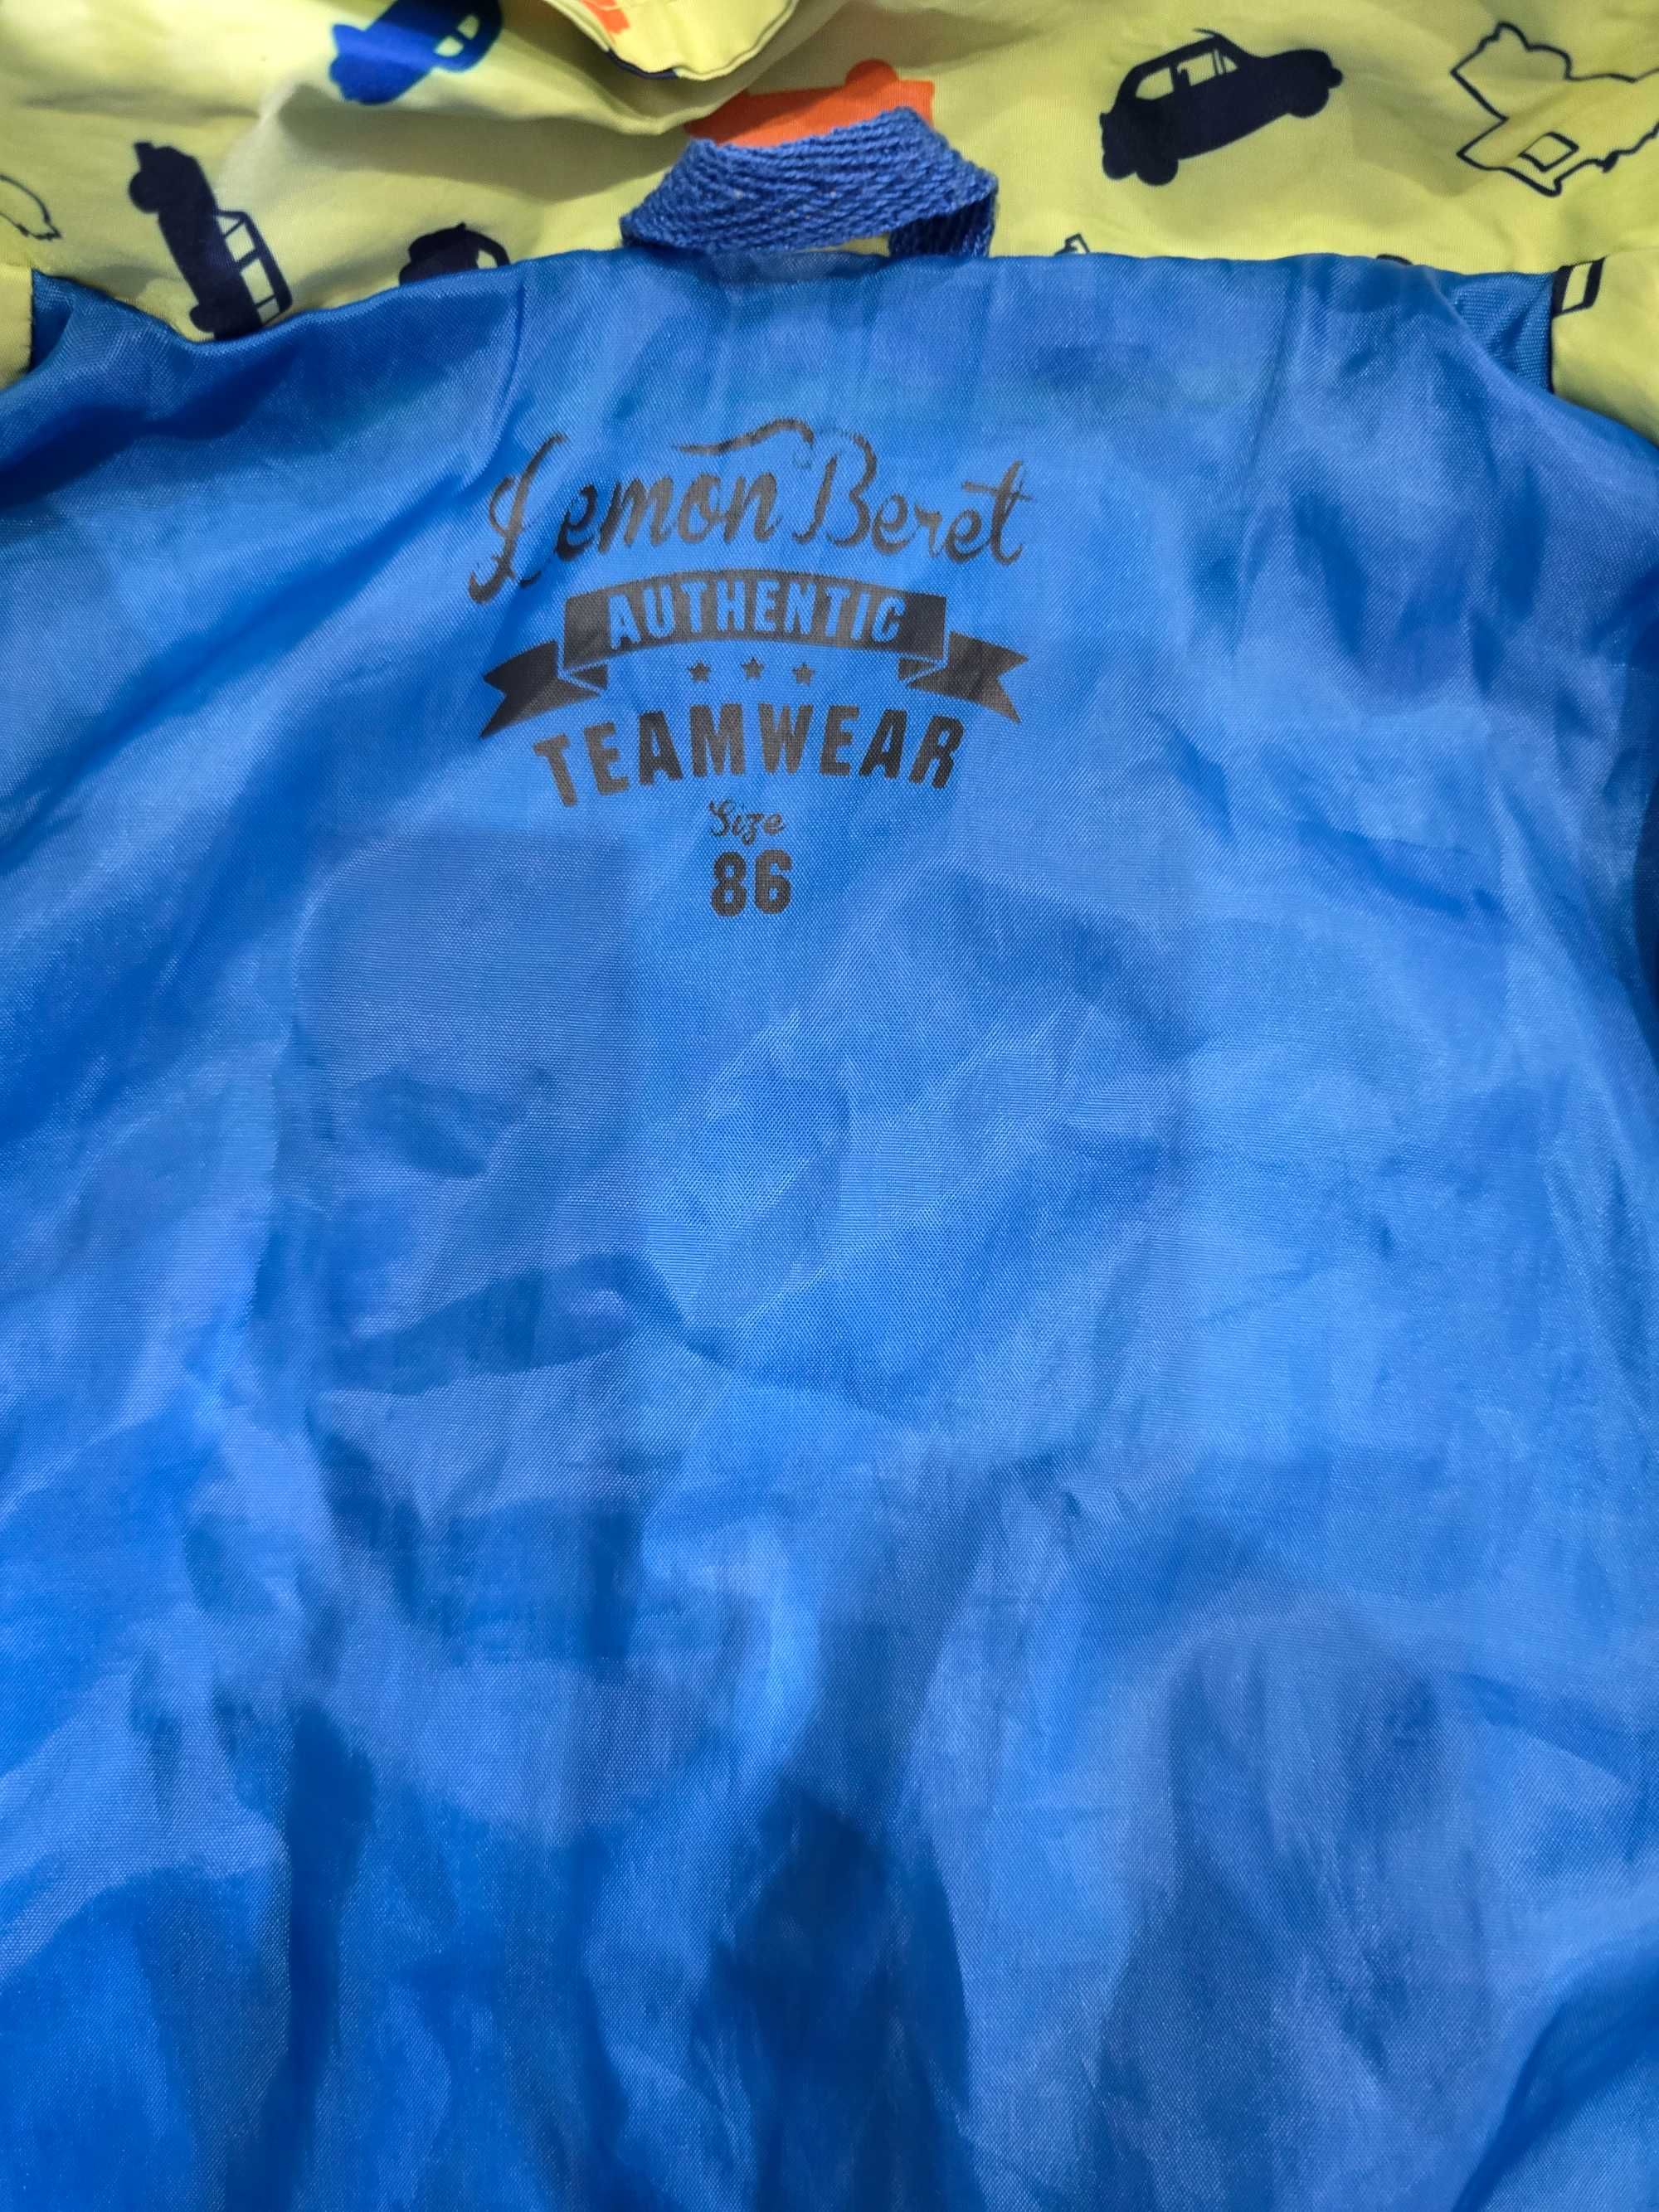 Lemon Beret
AUTHENTIC
TEAMWEAR
Size
86